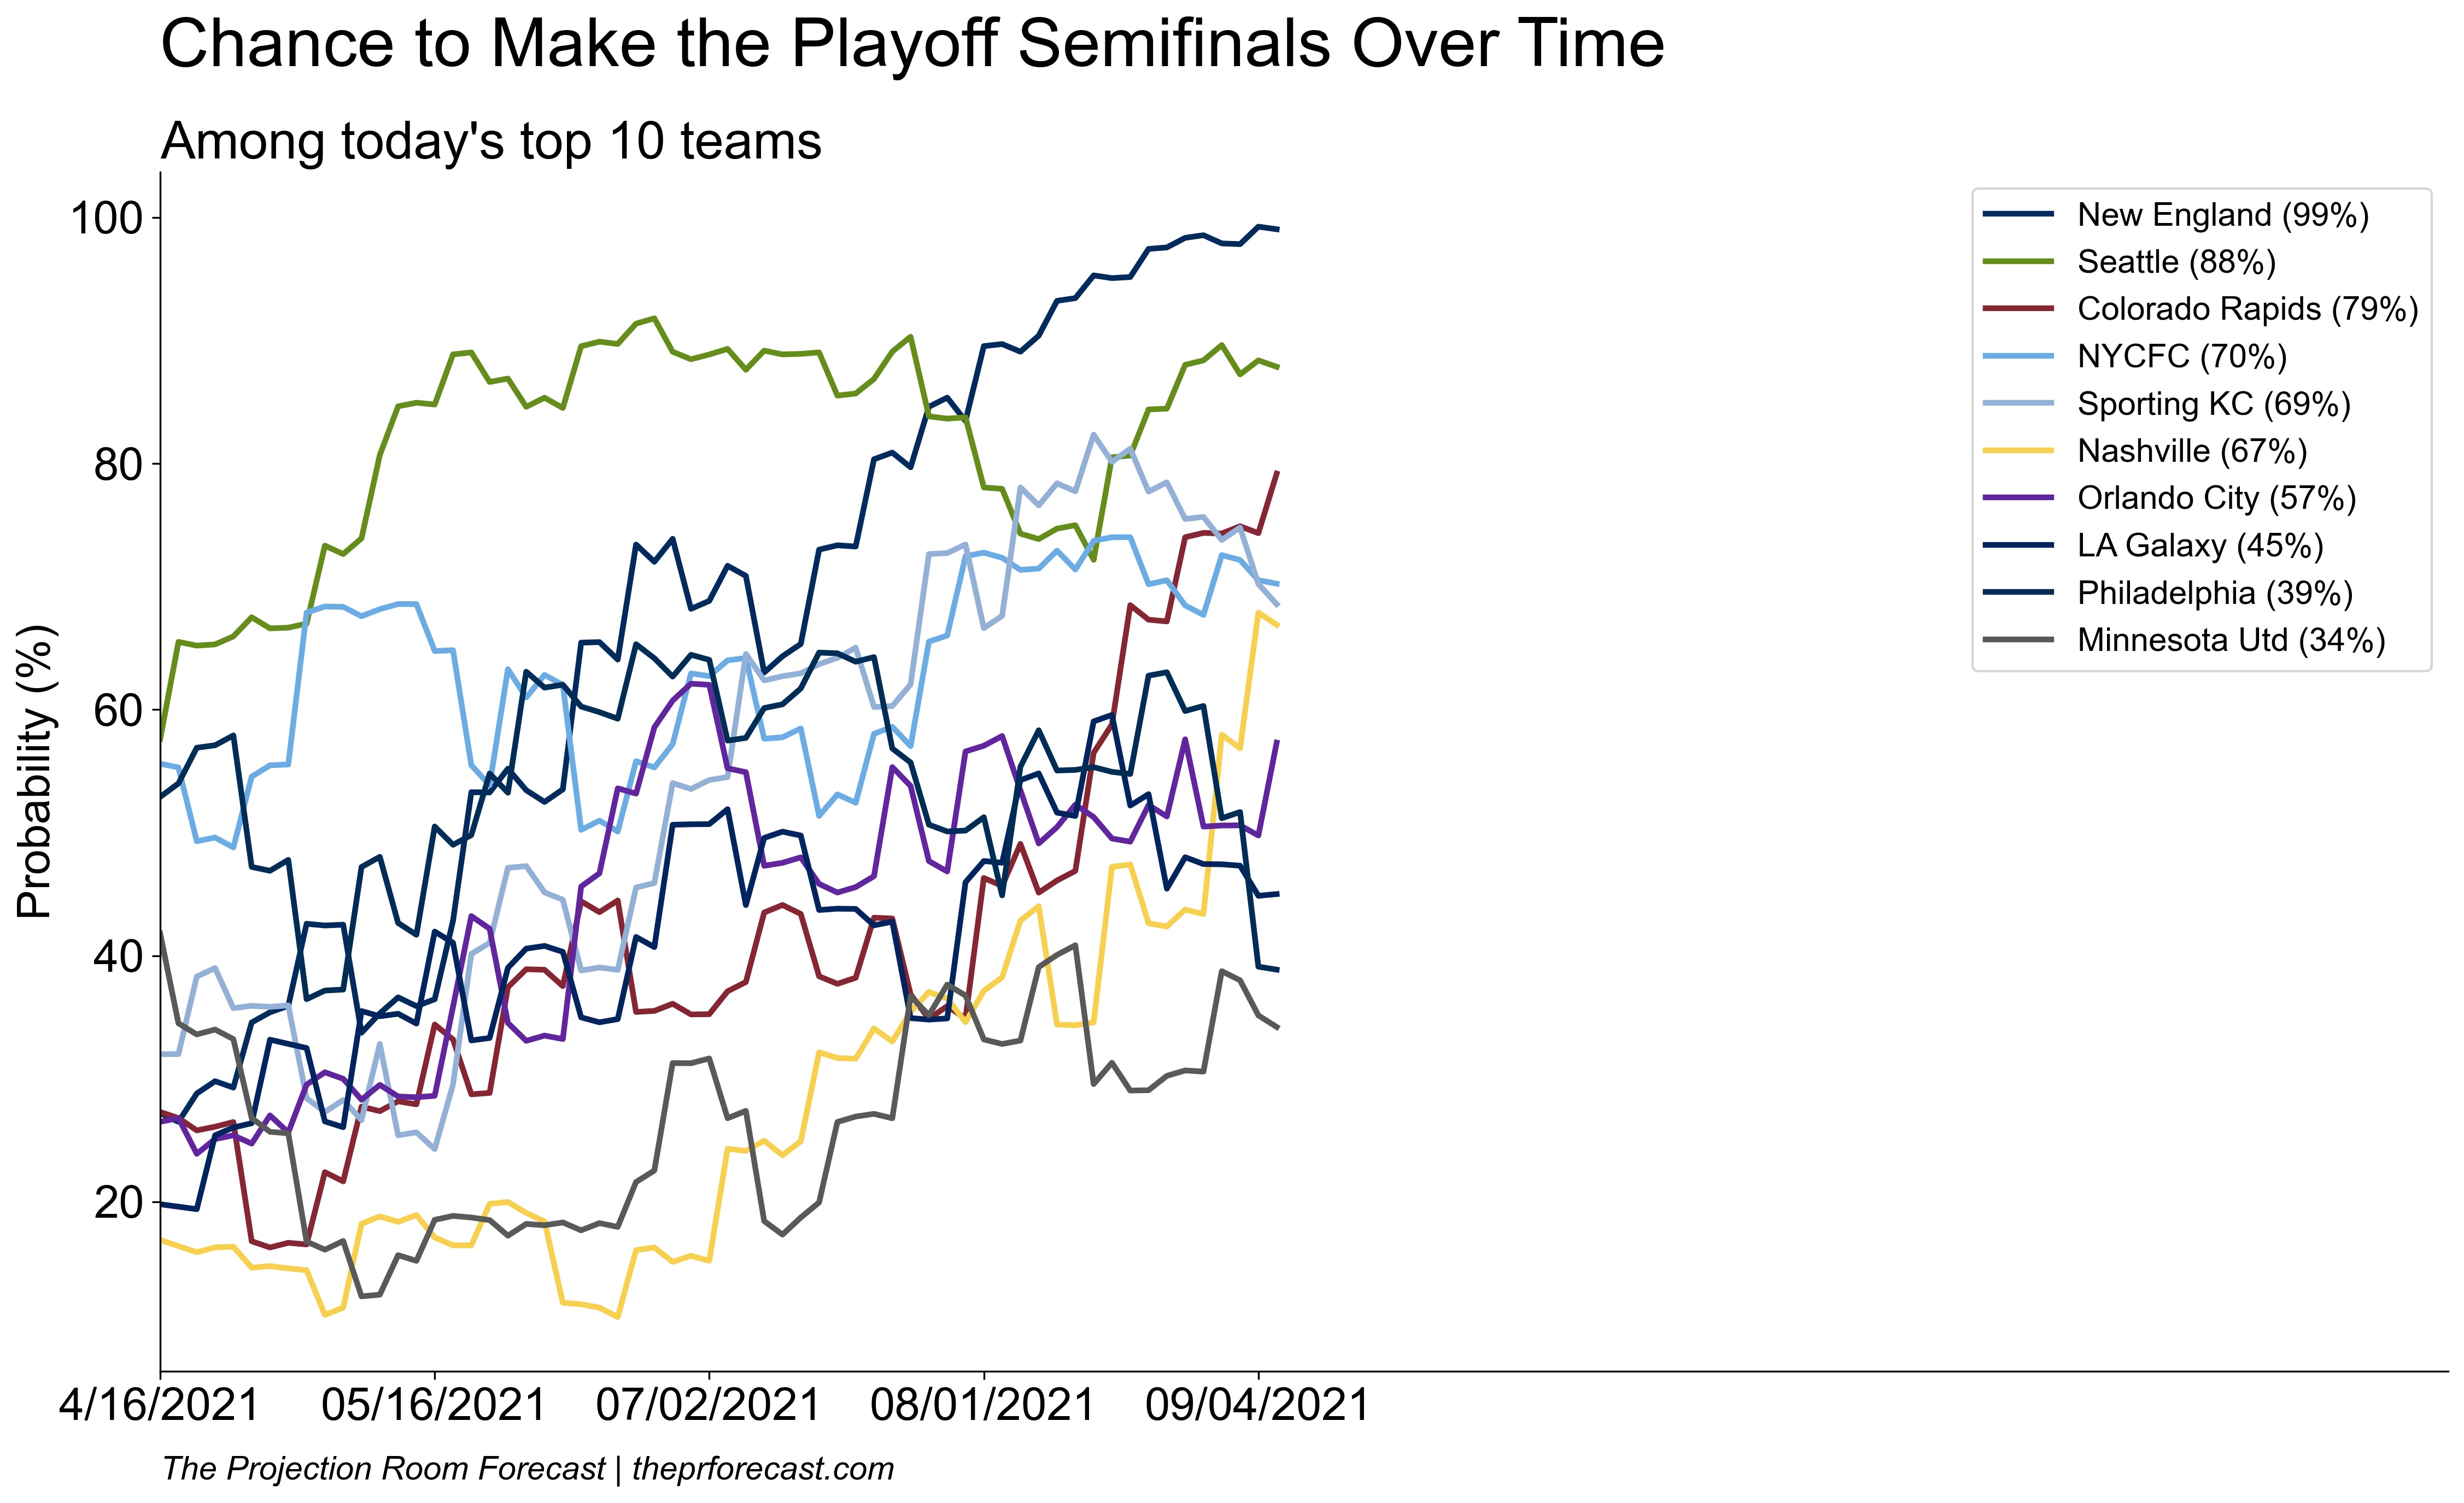 Chance to Make the Playoff Semifinals Over Time
Among today's top 10 teams
Probability (%)
100
80
60
40
20
New England (99%)
Seattle (88%)
Colorado Rapids (79%)
NYCFC (70%)
Sporting KC (69%)
Nashville (67%)
Orlando City (57%)
LA Galaxy (45%)
Philadelphia (39%)
Minnesota Utd (34%)
4/16/2021 05/16/2021 07/02/2021 08/01/2021 09/04/2021
The Projection Room Forecast | theprforecast.com